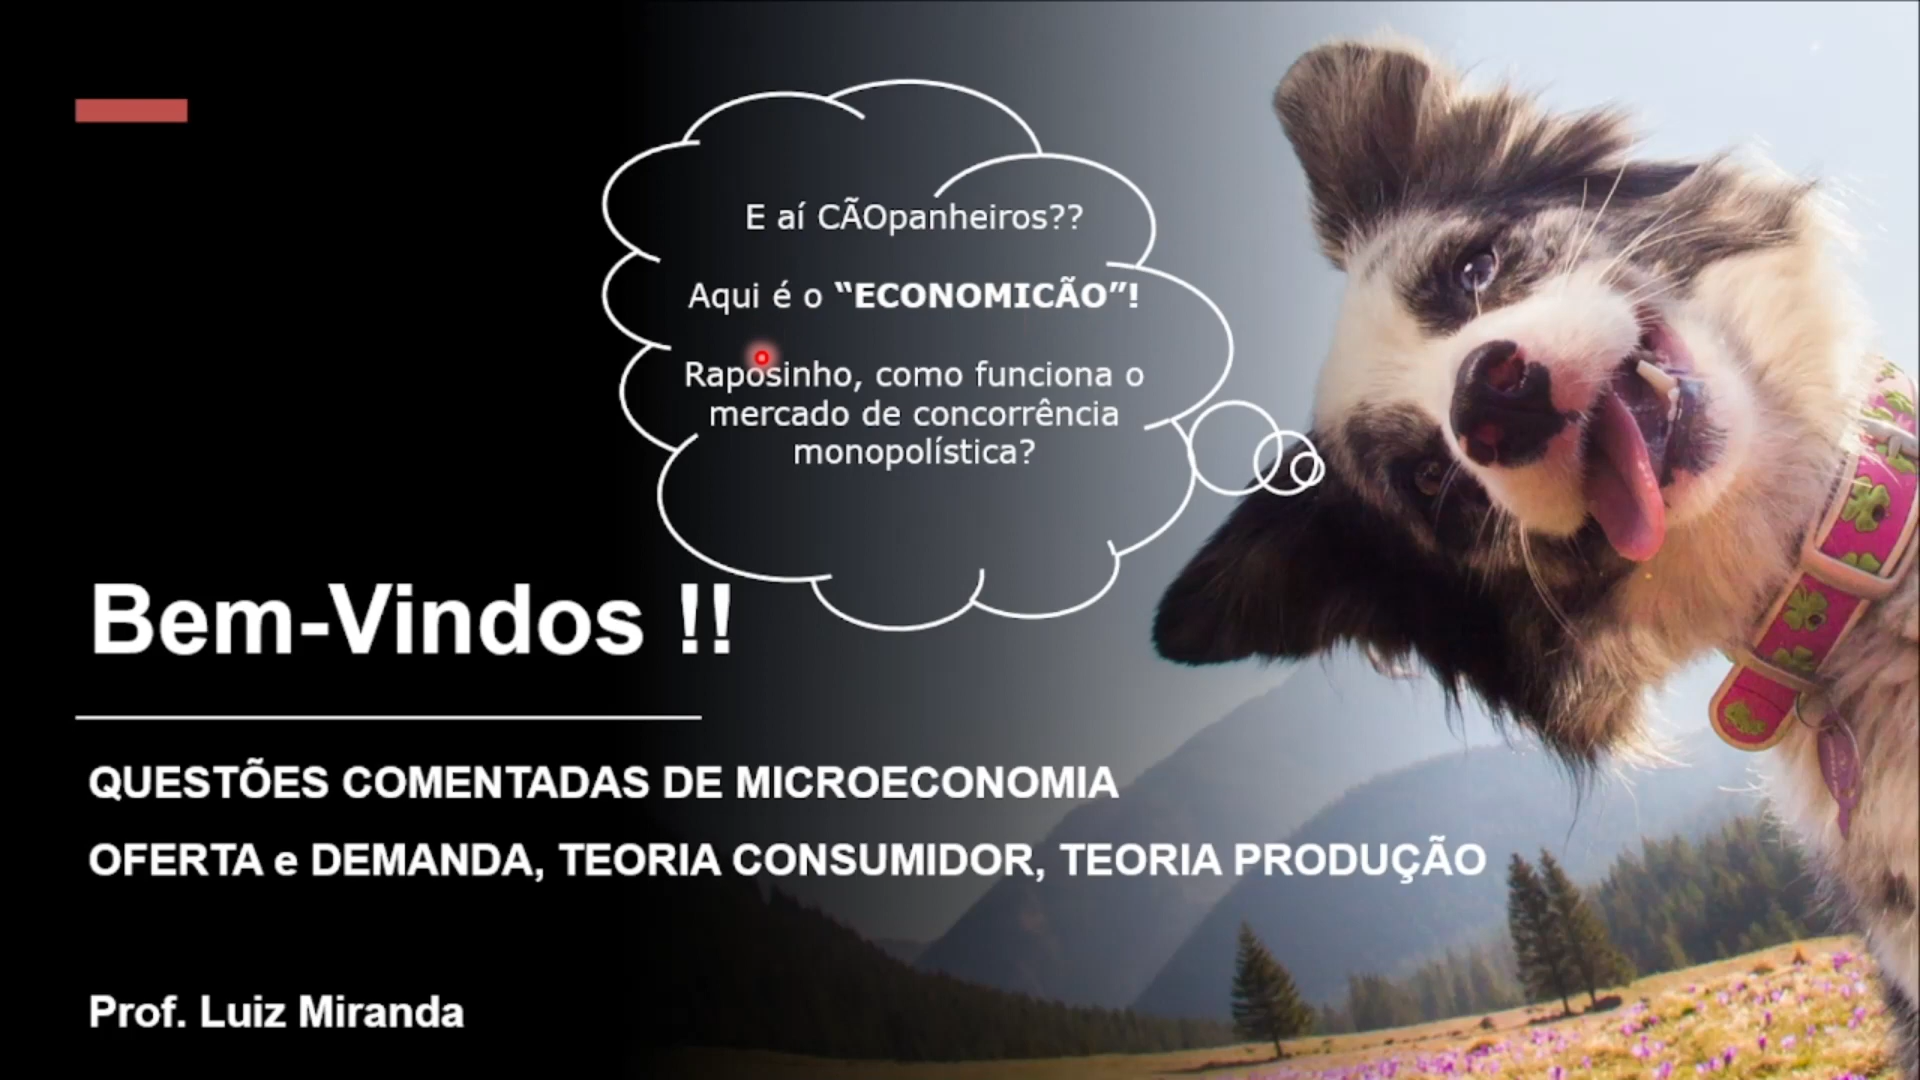 E aí CÃOpanheiros??
Aqui é o “ECONOMICÃO”!
Raposinho, como funciona o
mercado de concorrência
monopolística?
Bem-Vindos !!
QUESTÕES COMENTADAS DE MICROECONOMIA
OFERTA e DEMANDA, TEORIA CONSUMIDOR, TEORIA PRODUÇÃO
Prof. Luiz Miranda